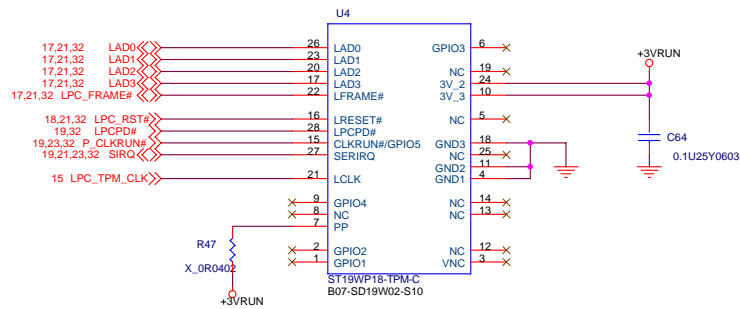 U4
17,21,32 LAD0 26 LAD0 GPIO3 6
17,21,32 LAD1 23 LAD1
17,21,32 LAD2 20 LAD2 NC 19
17,21,32 LAD3 17 LAD3 3V_2 24
17,21,32 LPC_FRAME# 22 LFRAME# 3V_3 10
+3VRUN
18,21,32 LPC_RST# 16 LRESET# NC 5
19,32 LPCPD# 28 LPCPD#
19,23,32 P_CLKRUN# 15 CLKRUN#/GPIO5 GND3 18
19,21,23,32 SIRQ 27 SERIRQ NC 25
GND2 11
15 LPC_TPM_CLK 21 LCLK GND1 4
C64
0.1U25Y0603
9 GPIO4 NC 14
8 NC NC 13
7 PP
R47
X_0R0402
2 GPIO2 NC 12
1 GPIO1 VNC 3
ST19WP18-TPM-C
B07-SD19W02-S10
+3VRUN